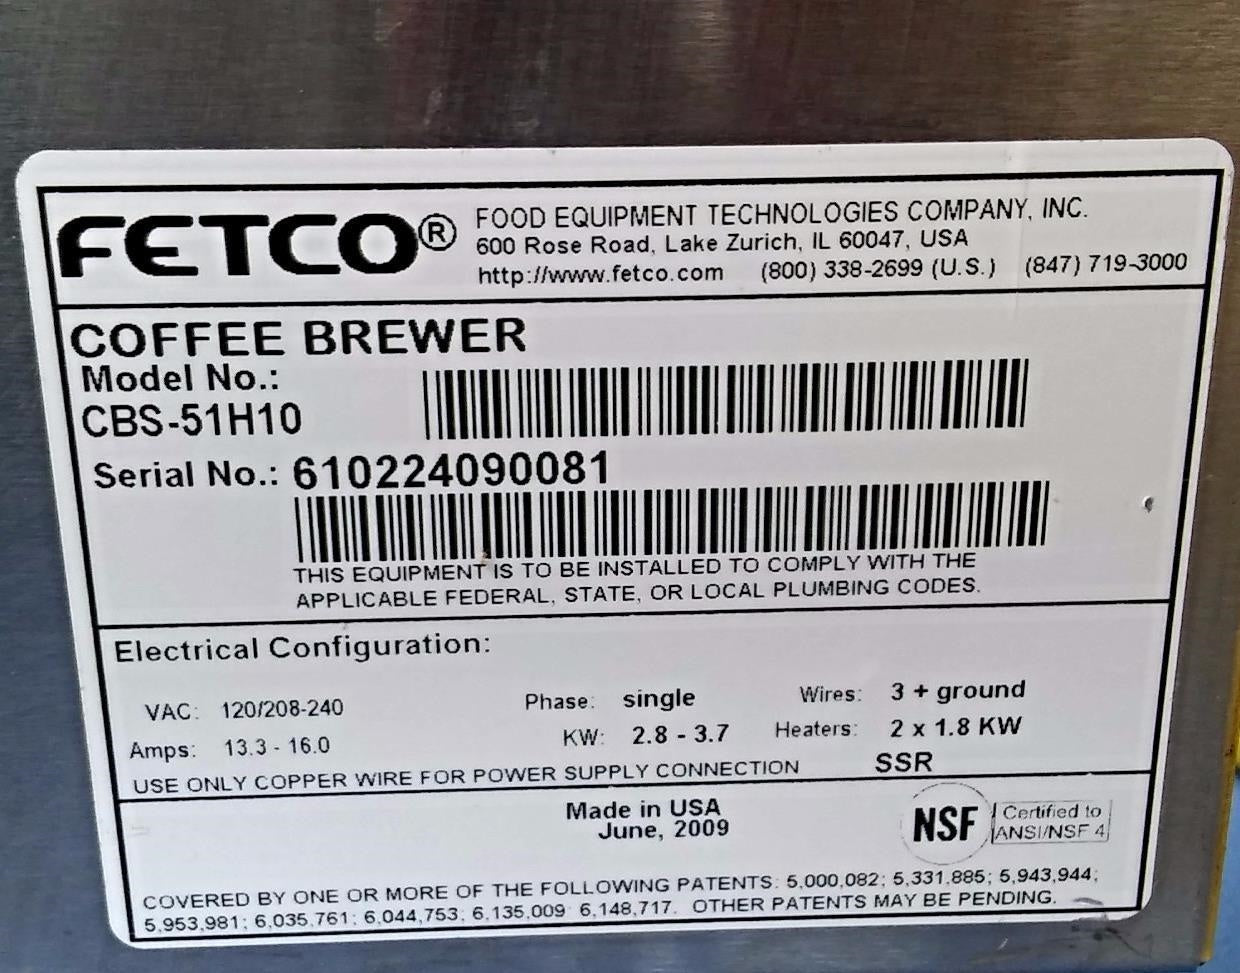 FETCO® FOOD EQUIPMENT TECHNOLOGIES COMPANY, INC.
600 Rose Road, Lake Zurich, IL 60047, USA
http://www.fetco.com (800) 338-2699 (U.S.) (847) 719-3000
COFFEE BREWER
Model No.:
CBS-51H10
Serial No.: 610224090081
THIS EQUIPMENT IS TO BE INSTALLED TO COMPLY WITH THE
APPLICABLE FEDERAL, STATE, OR LOCAL PLUMBING CODES.
Electrical Configuration:
VAC: 120/208-240 Phase: single Wires: 3 + ground
Amps: 13.3 - 16.0 KW: 2.8 - 3.7 Heaters: 2 x 1.8 KW
USE ONLY COPPER WIRE FOR POWER SUPPLY CONNECTION SSR
Made in USA
June, 2009
NSF Certified to
ANSI/NSF 4
COVERED BY ONE OR MORE OF THE FOLLOWING PATENTS: 5,000,082; 5,331,885; 5,943,944;
5,953,981; 6,035,761; 6,044,753; 6,135,009 6,148,717. OTHER PATENTS MAY BE PENDING.